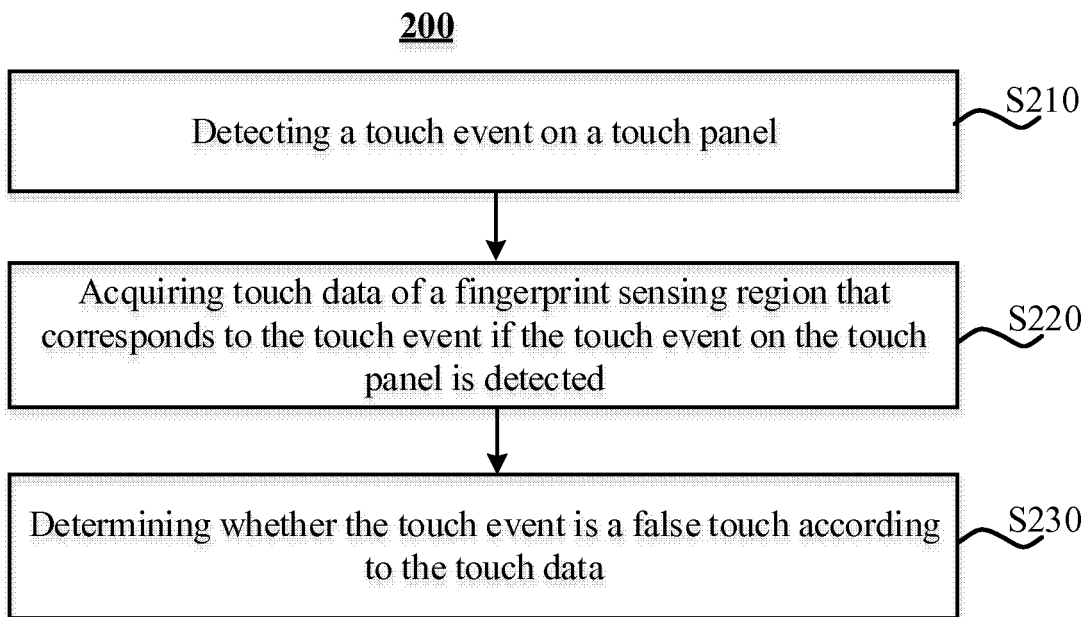 200
Detecting a touch event on a touch panel
S210
Acquiring touch data of a fingerprint sensing region that
corresponds to the touch event if the touch event on the touch
panel is detected
S220
Determining whether the touch event is a false touch according
to the touch data
S230